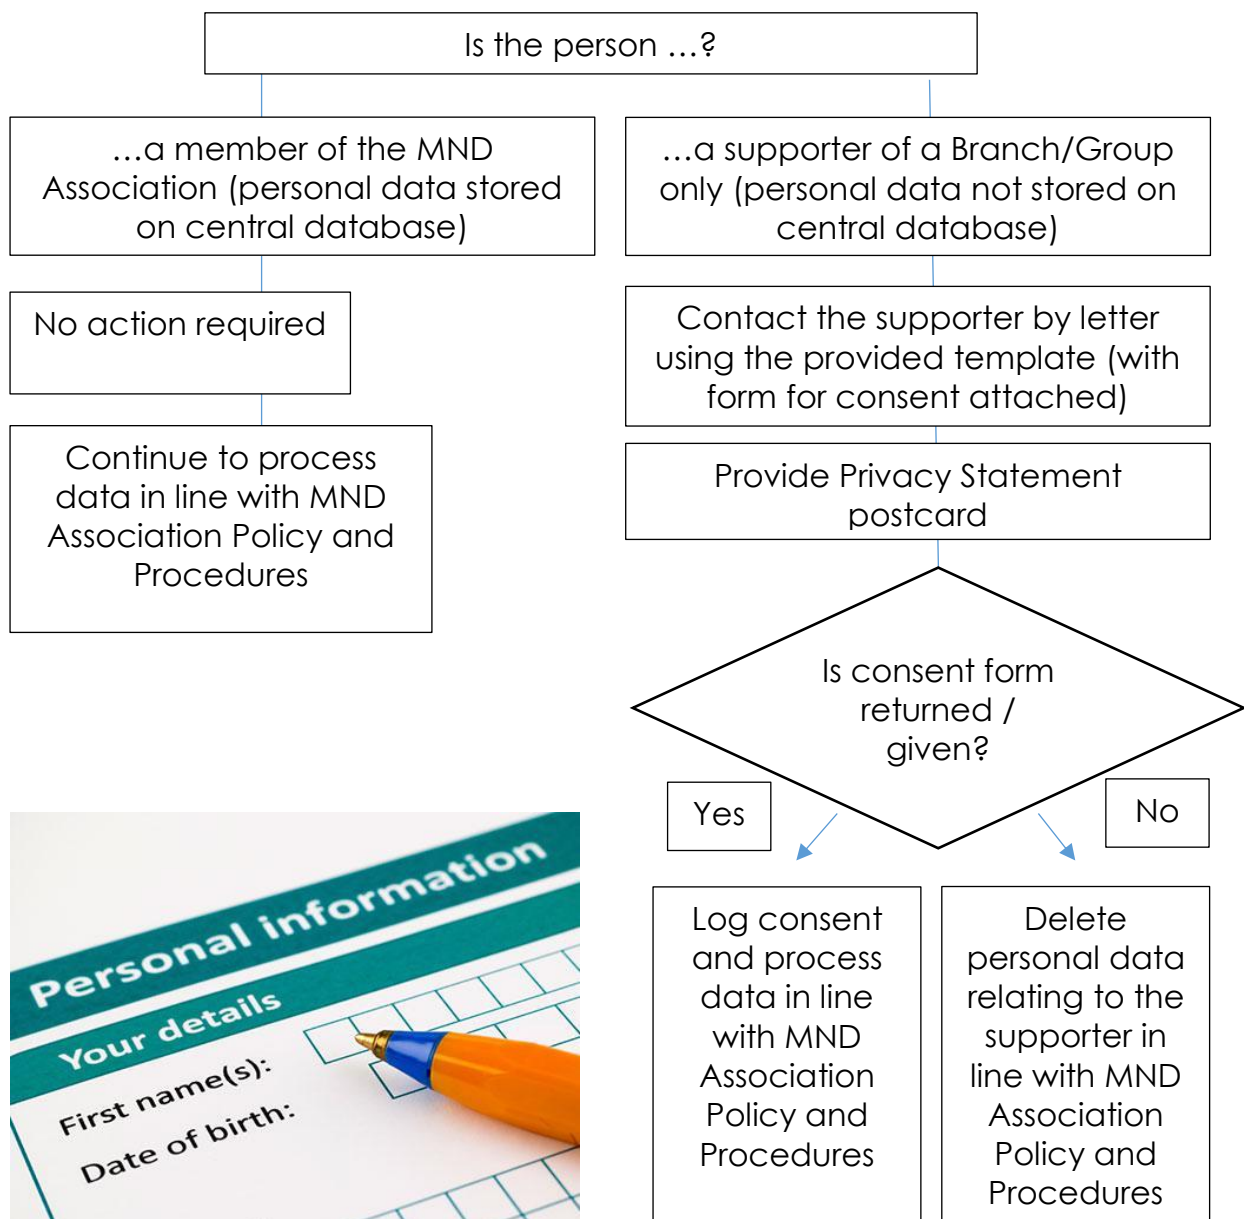 Is the person …?
…a member of the MND
Association (personal data stored
on central database)
…a supporter of a Branch/Group
only (personal data not stored on
central database)
No action required
Contact the supporter by letter
using the provided template (with
form for consent attached)
Continue to process
data in line with MND
Association Policy and
Procedures
Provide Privacy Statement
postcard
Is consent form
returned /
given?
Yes
No
Log consent
and process
data in line
with MND
Association
Policy and
Procedures
Delete
personal data
relating to the
supporter in
line with MND
Association
Policy and
Procedures
Personal information
Your details
First name(s):
Date of birth: